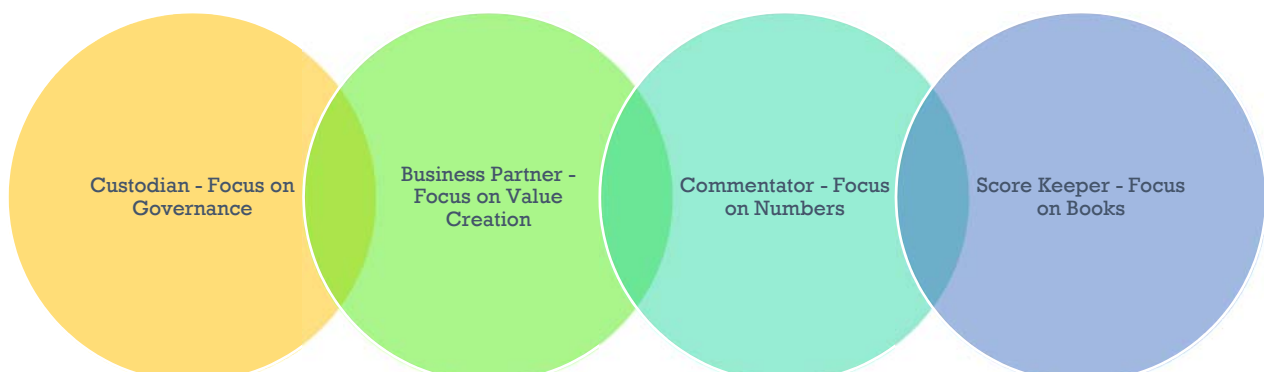 Custodian - Focus on
Governance
Business Partner -
Focus on Value
Creation
Commentator - Focus
on Numbers
Score Keeper - Focus
on Books